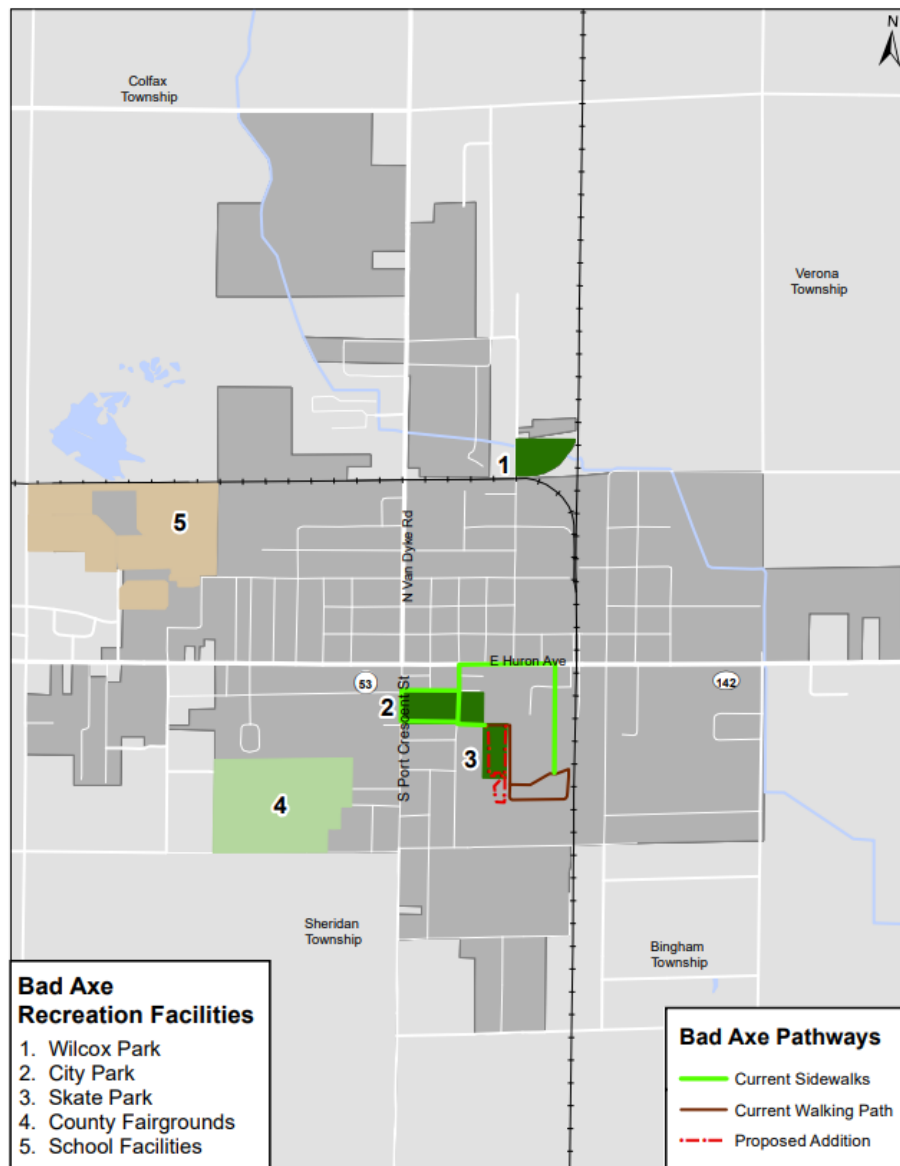 N
Colfax
Township
Verona
Township
1
5
N Van Dyke Rd
E Huron Ave
53
142
2
S Port Crescent St
3
4
Sheridan
Township
Bingham
Township
Bad Axe
Recreation Facilities
1. Wilcox Park
2. City Park
3. Skate Park
4. County Fairgrounds
5. School Facilities
Bad Axe Pathways
Current Sidewalks
Current Walking Path
Proposed Addition